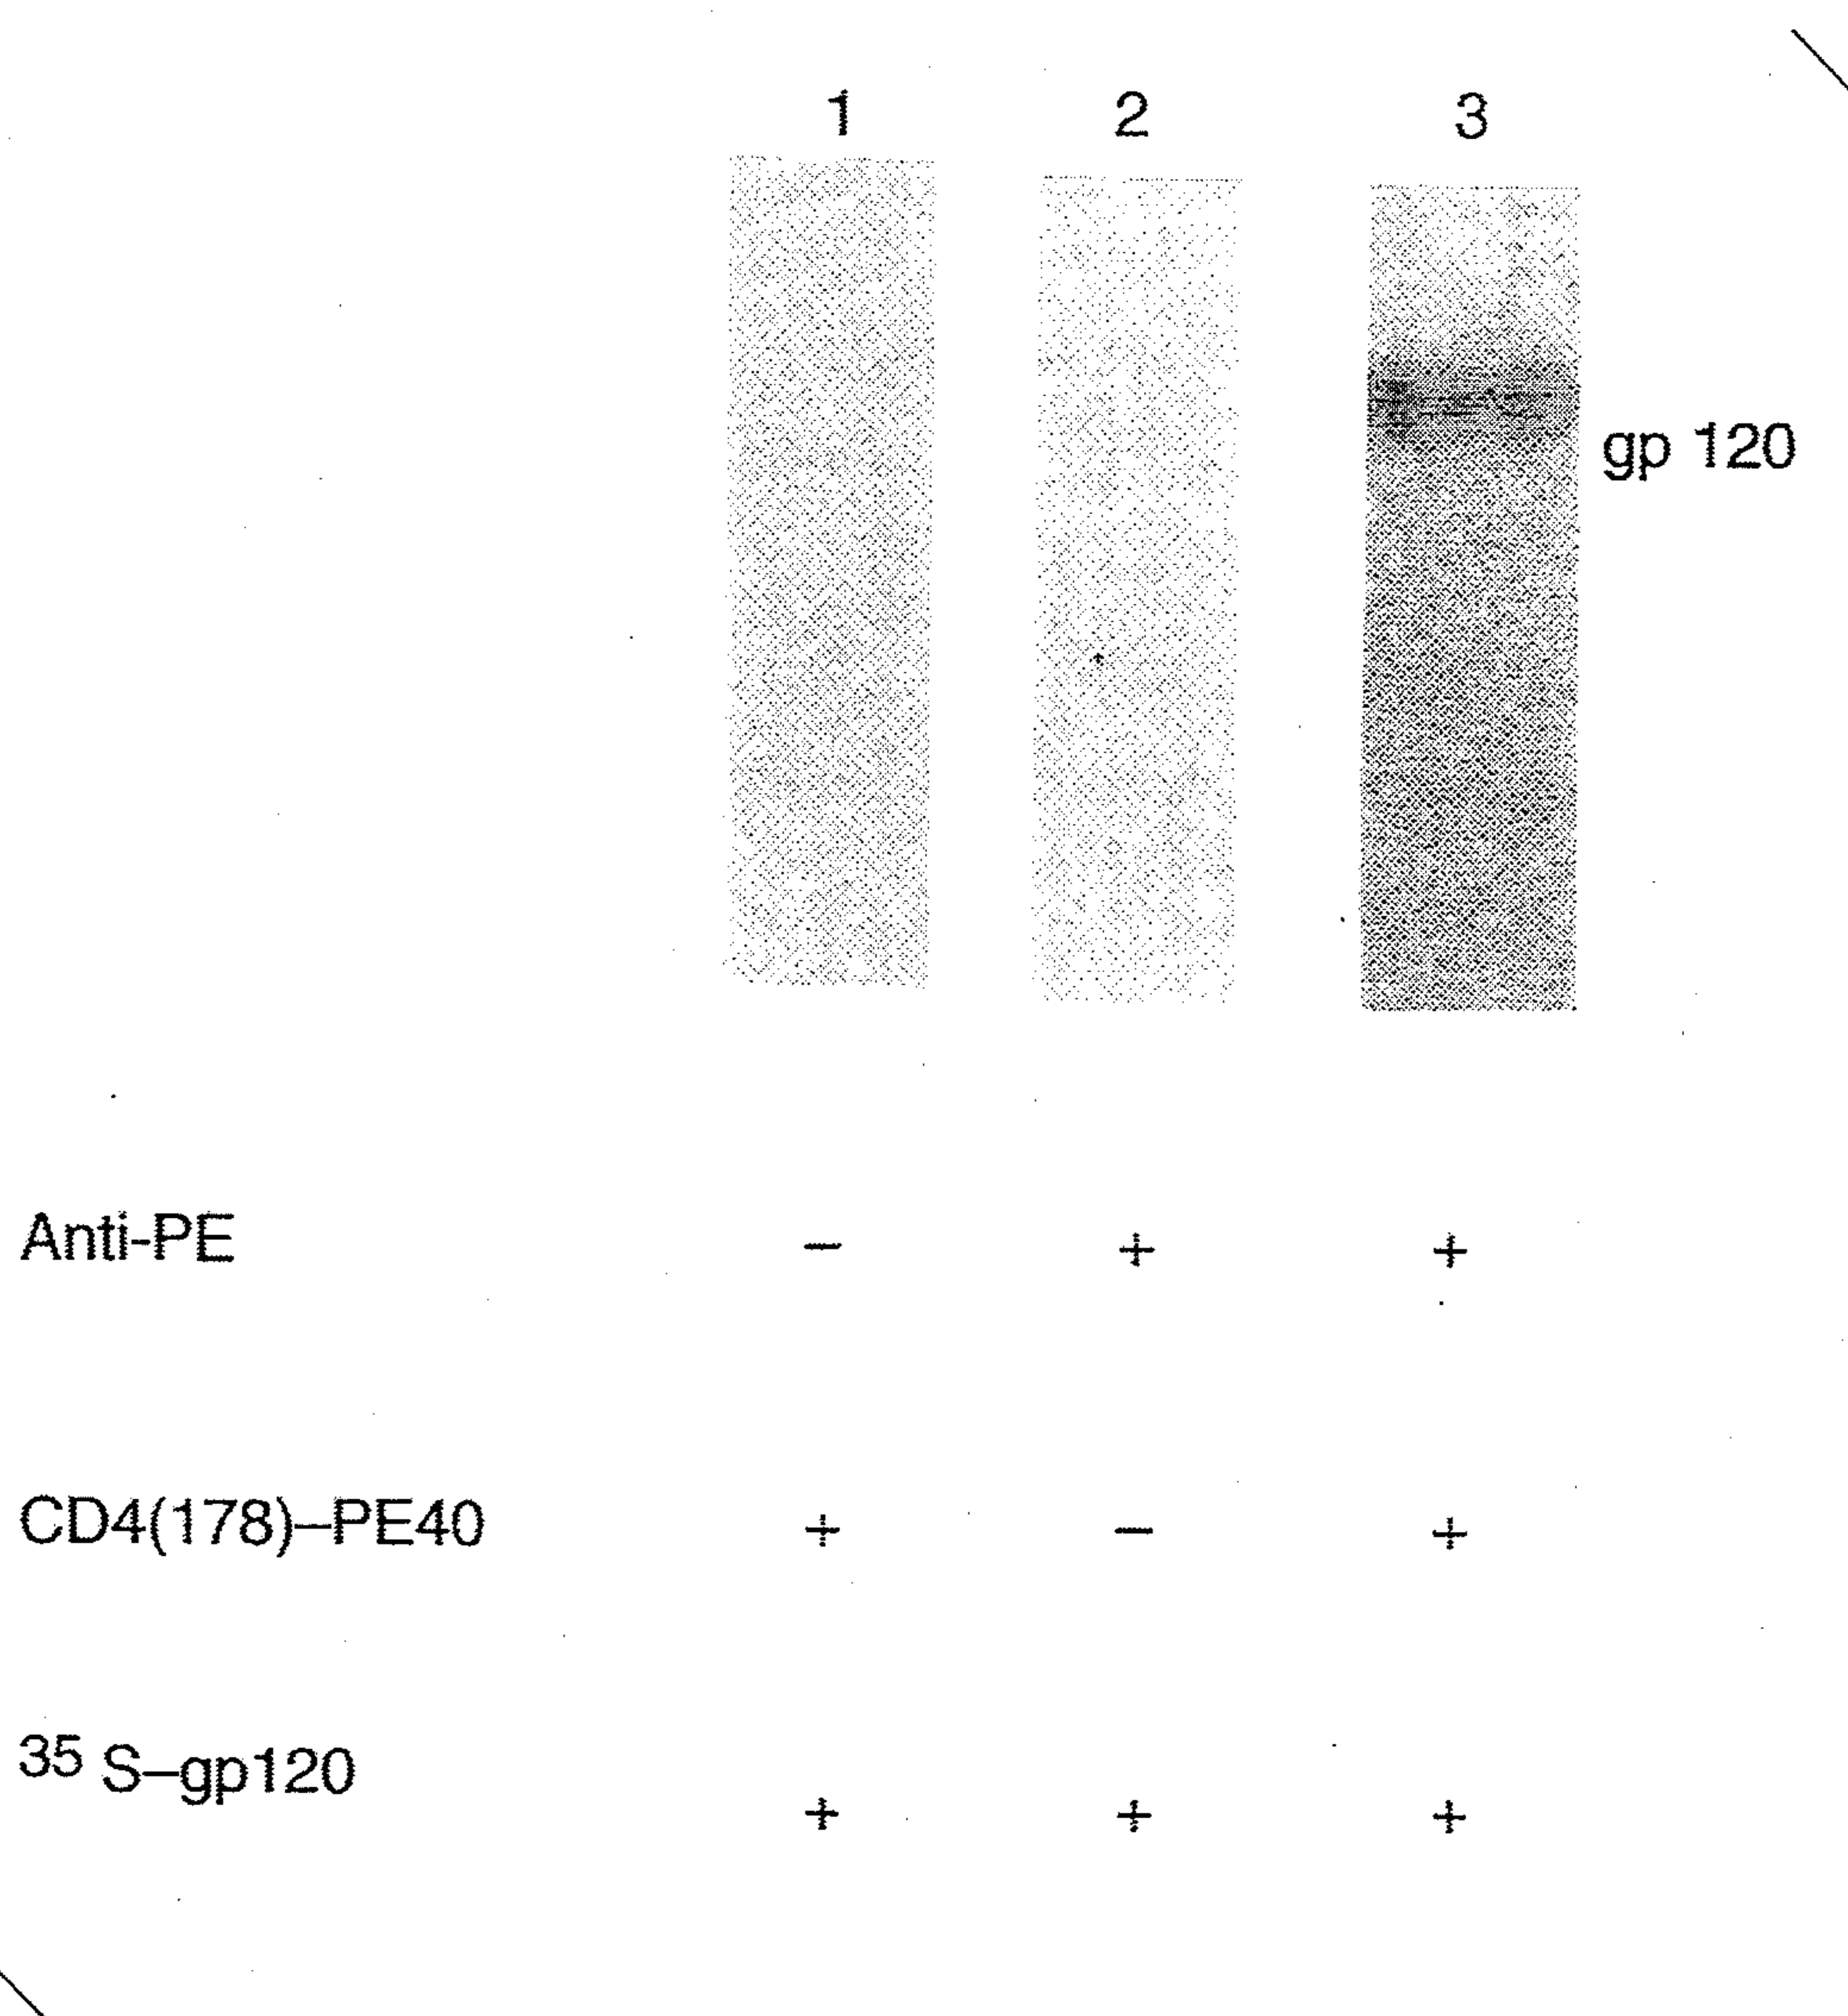 1 2 3
gp 120
Anti-PE – + +
CD4(178)–PE40 + – +
35 S–gp120 + + +